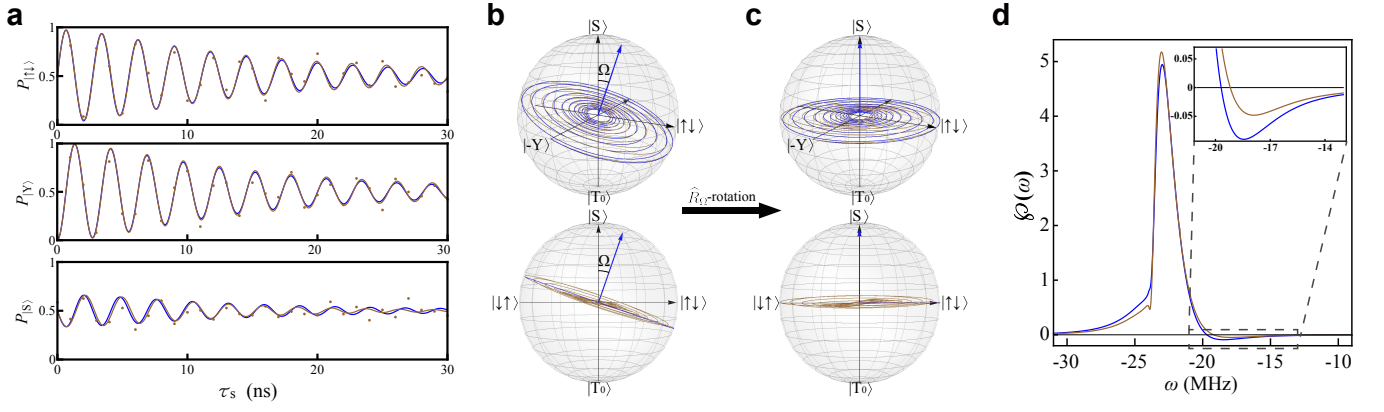 a
1
P|↑↓⟩
0.5
0
0
10
20
30
1
P|Y⟩
0.5
0
0
10
20
30
1
P|S⟩
0.5
0
0
10
20
30
τs (ns)
b
|S⟩
Ω
|↑↓⟩
|-Y⟩
|T₀⟩
|S⟩
Ω
|↓↑⟩
|↑↓⟩
|T₀⟩
R̂Ω-rotation
c
|S⟩
|↑↓⟩
|-Y⟩
|T₀⟩
|S⟩
|↓↑⟩
|↑↓⟩
|T₀⟩
d
5
4
3
2
1
0
℘(ω)
-30
-25
-20
-15
-10
ω (MHz)
0.05
0
-0.05
-20
-17
-14